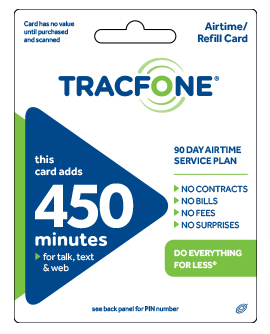 Card has no value
until purchased
and scanned
Airtime/
Refill Card
TRACFONE®
this
card adds
450
minutes
for talk, text
& web
90 DAY AIRTIME
SERVICE PLAN
NO CONTRACTS
NO BILLS
NO FEES
NO SURPRISES
DO EVERYTHING
FOR LESS®
see back panel for PIN number